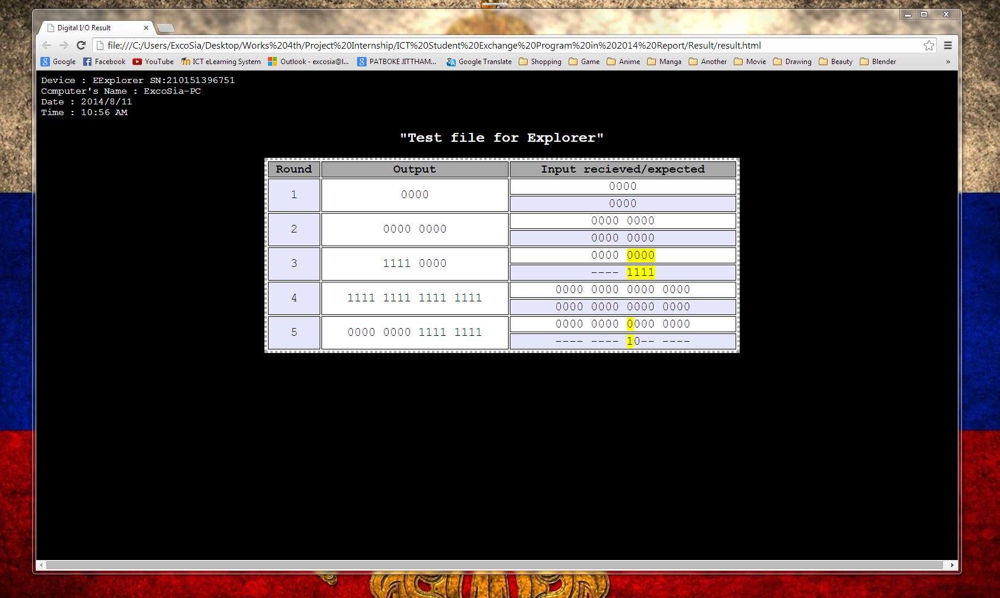 Digital I/O Result
file:///C:/Users/ExcoSia/Desktop/Works%204th/Project%20Internship/ICT%20Student%20Exchange%20Program%20in%202014%20Report/Result/result.html
Google Facebook YouTube ICT eLearning System Outlook - excosia@l... PATBOKE JITTHAM... Google Translate Shopping Game Anime Manga Another Movie Drawing Beauty Blender »
Device : EExplorer SN:210151396751
Computer's Name : ExcoSia-PC
Date : 2014/8/11
Time : 10:56 AM
"Test file for Explorer"
Round Output Input recieved/expected
1 0000 0000
0000
2 0000 0000 0000 0000
0000 0000
3 1111 0000 0000 0000
---- 1111
4 1111 1111 1111 1111 0000 0000 0000 0000
0000 0000 0000 0000
5 0000 0000 1111 1111 0000 0000 0000 0000
---- ---- 10-- ----